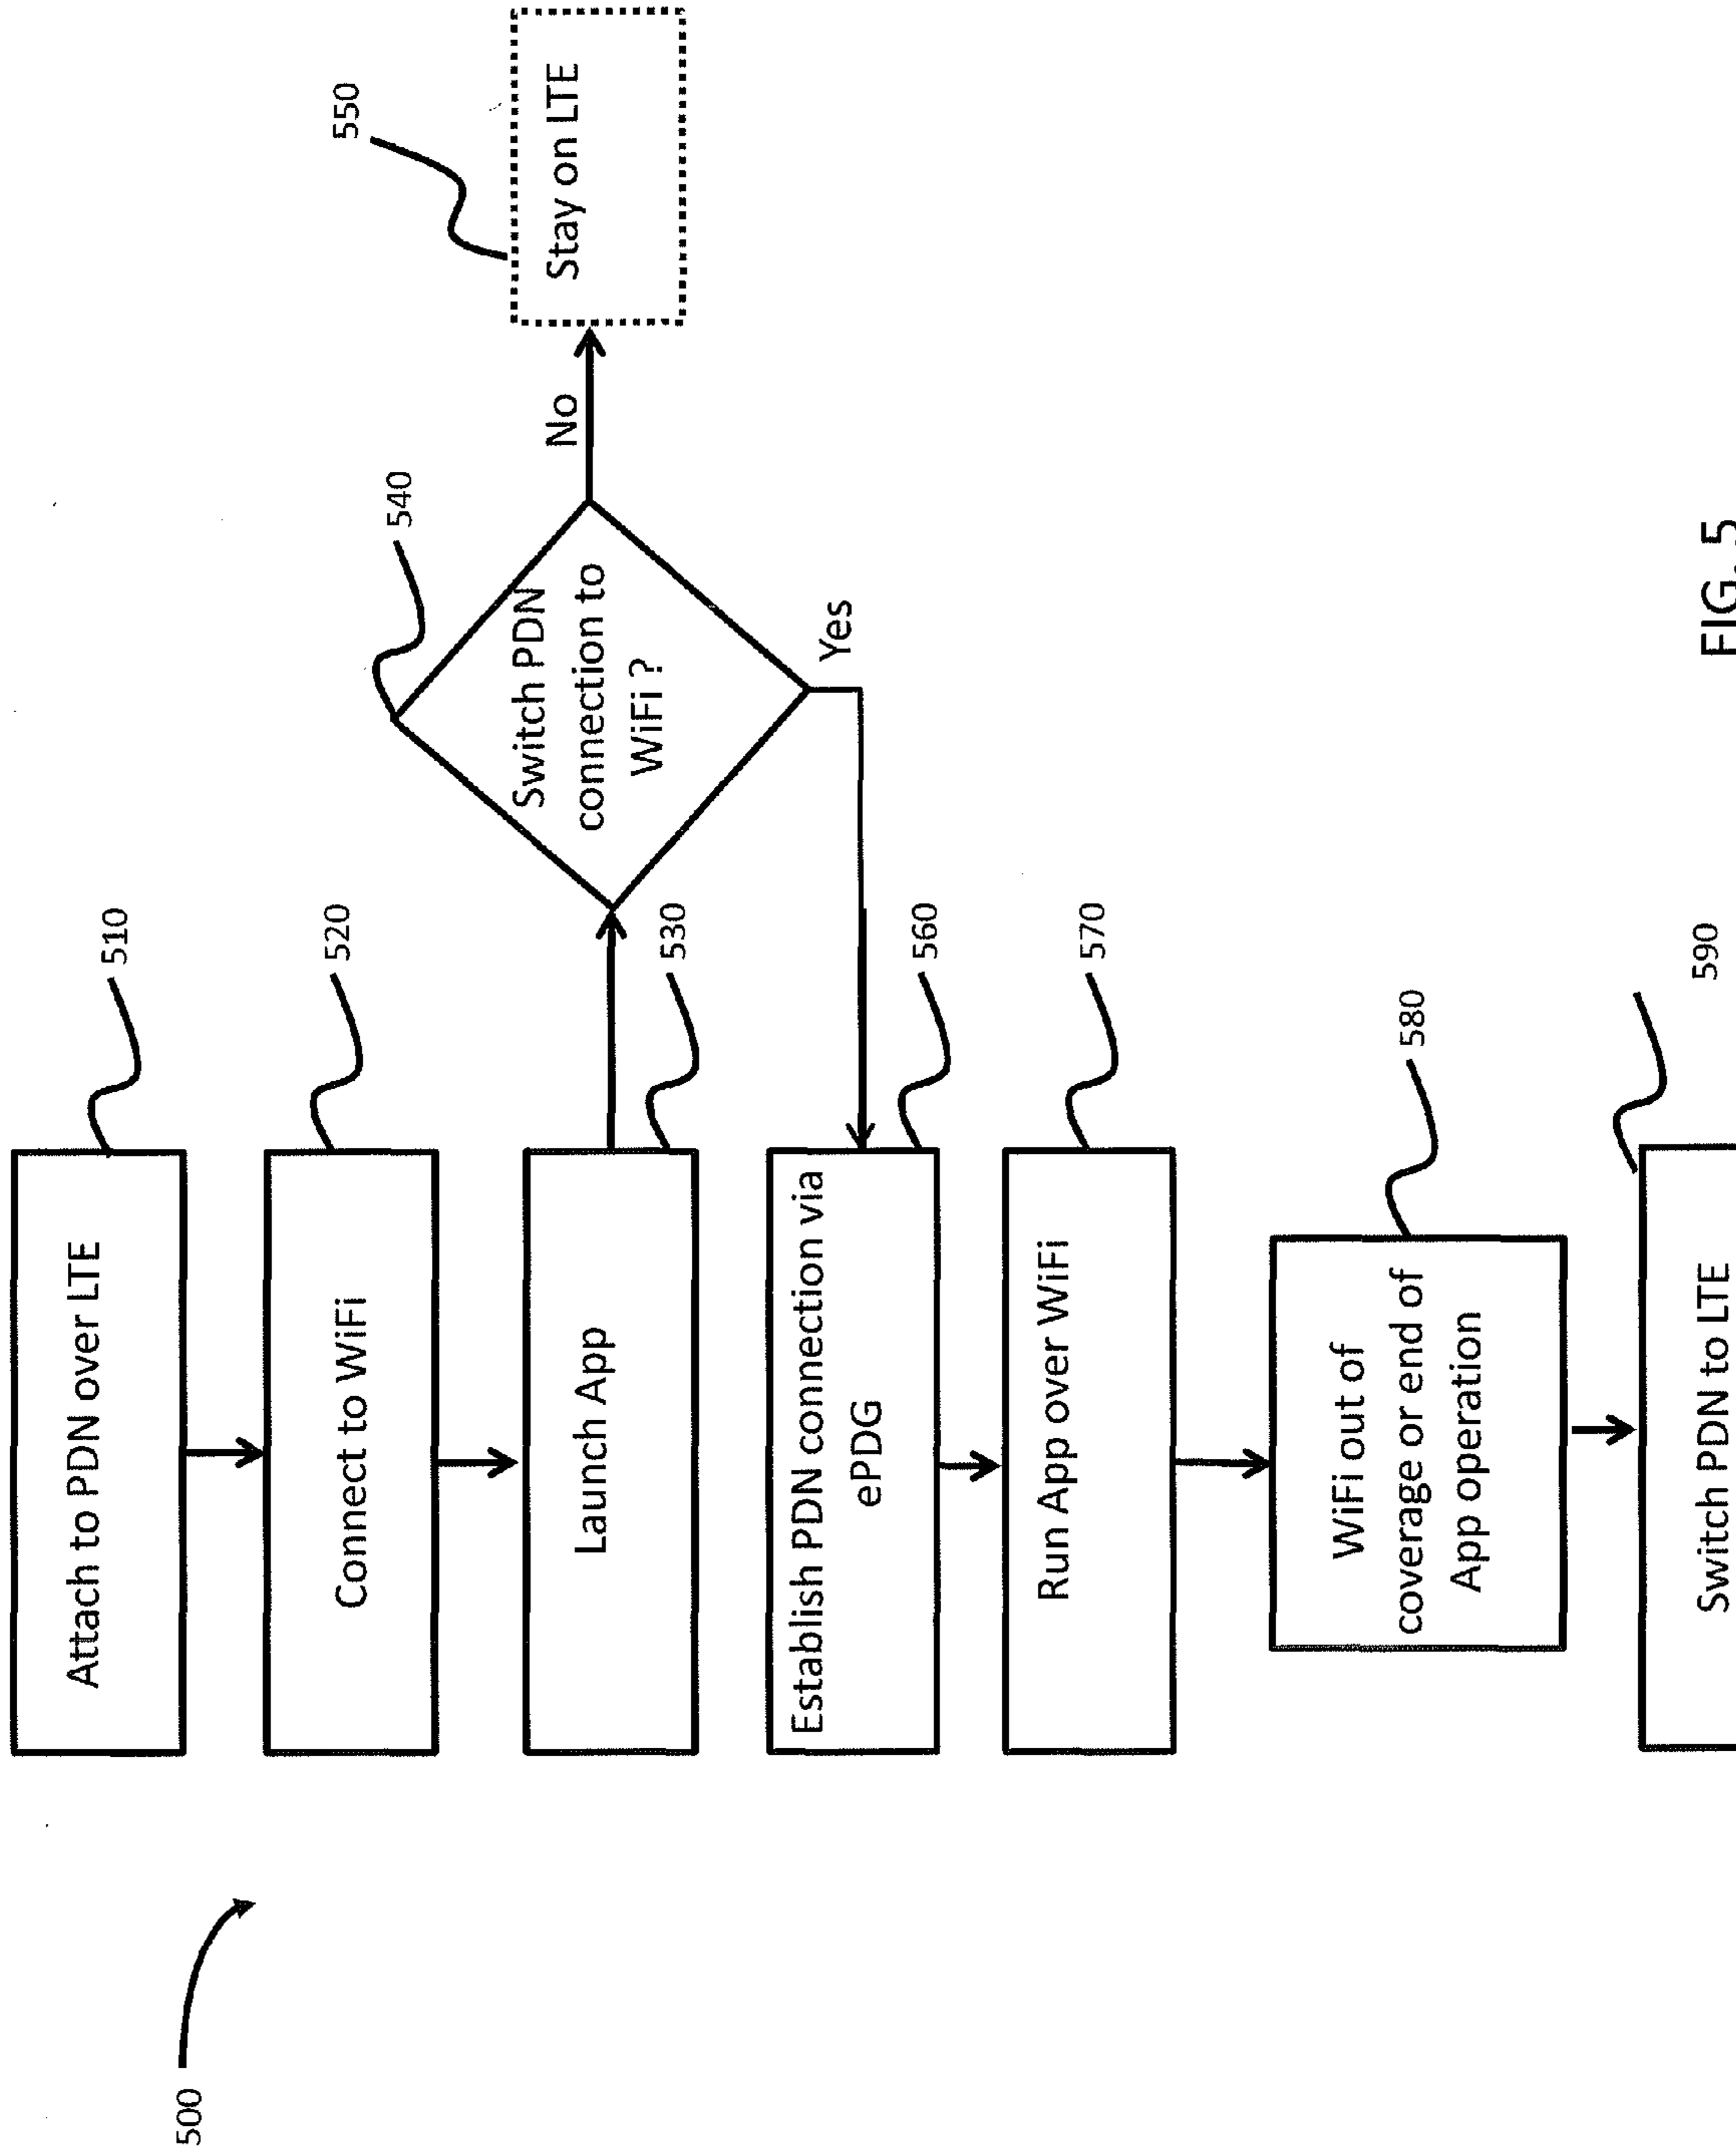 500
Attach to PDN over LTE
510
Connect to WiFi
520
Launch App
530
Switch PDN
connection to
WiFi ?
540
No
Stay on LTE
550
Yes
Establish PDN connection via
ePDG
560
Run App over WiFi
570
WiFi out of
coverage or end of
App operation
580
Switch PDN to LTE
590
FIG. 5